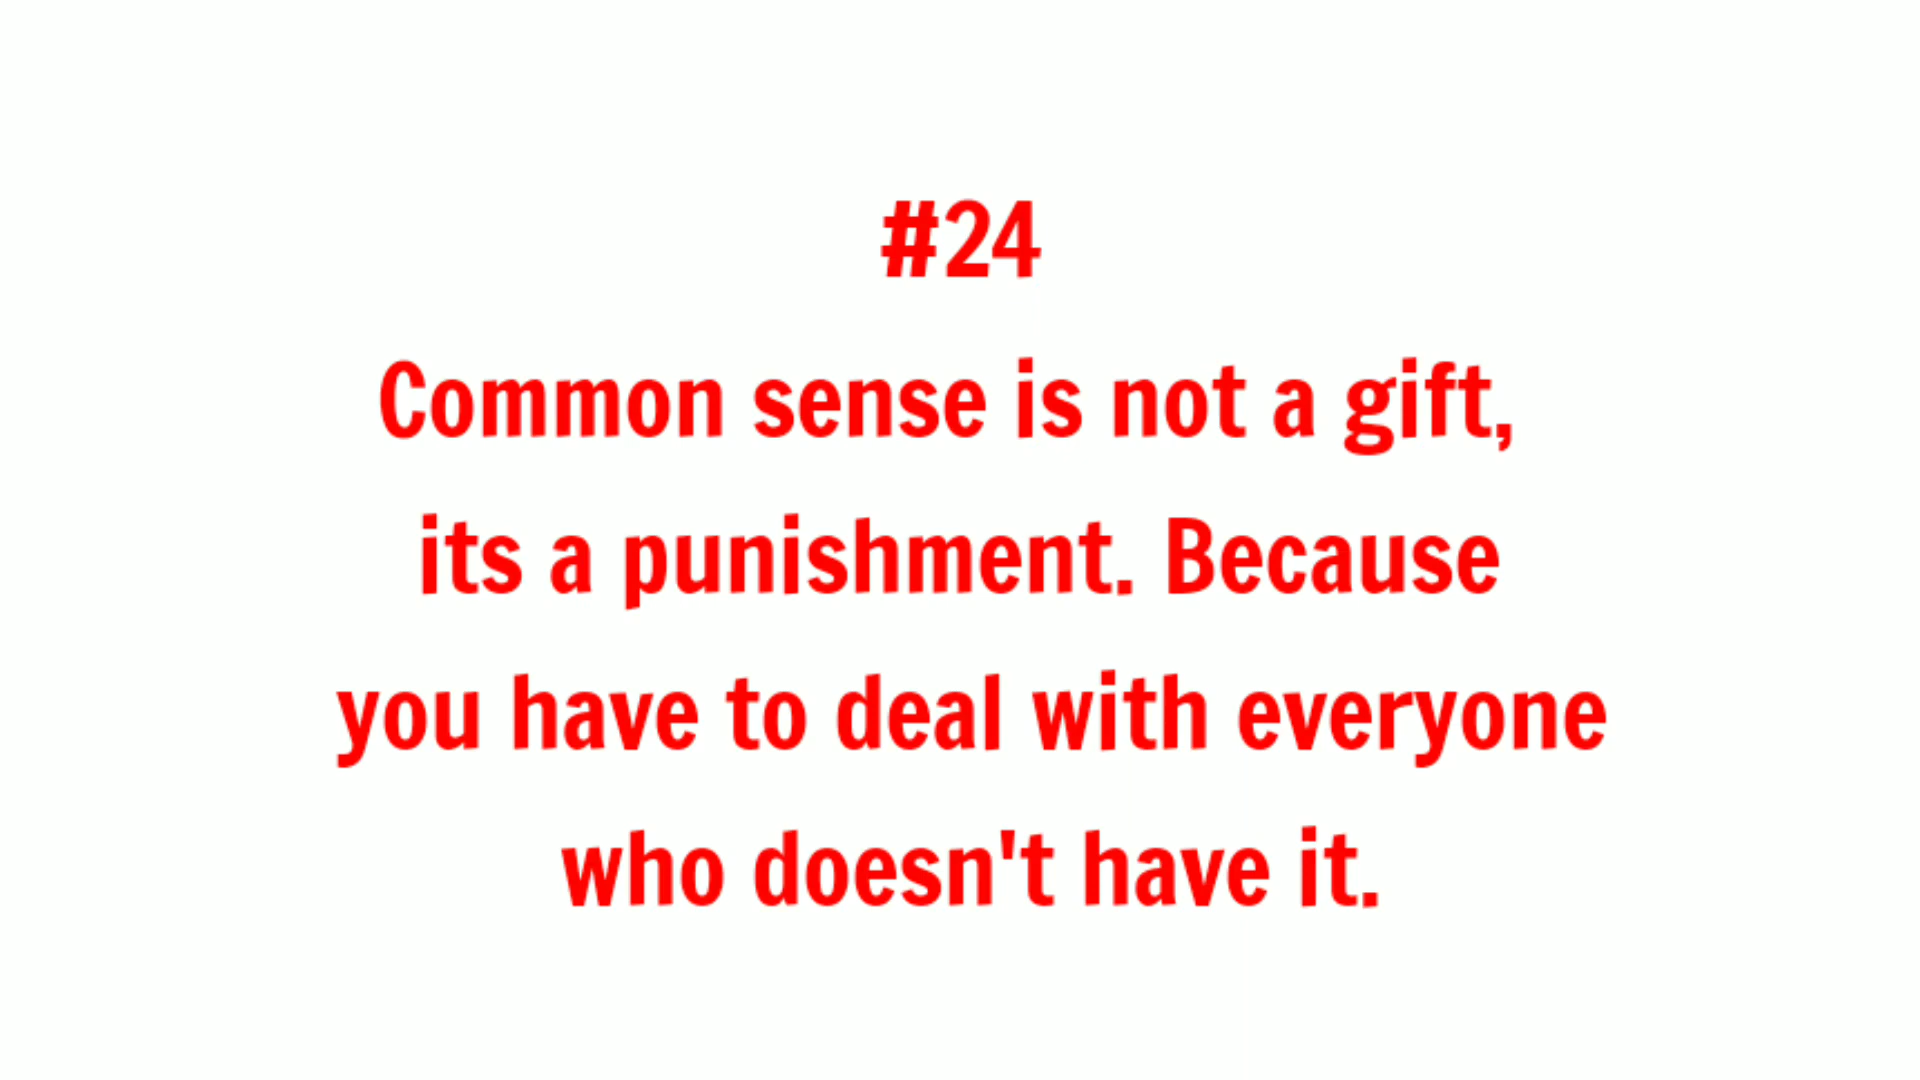 #24
Common sense is not a gift,
its a punishment. Because
you have to deal with everyone
who doesn't have it.